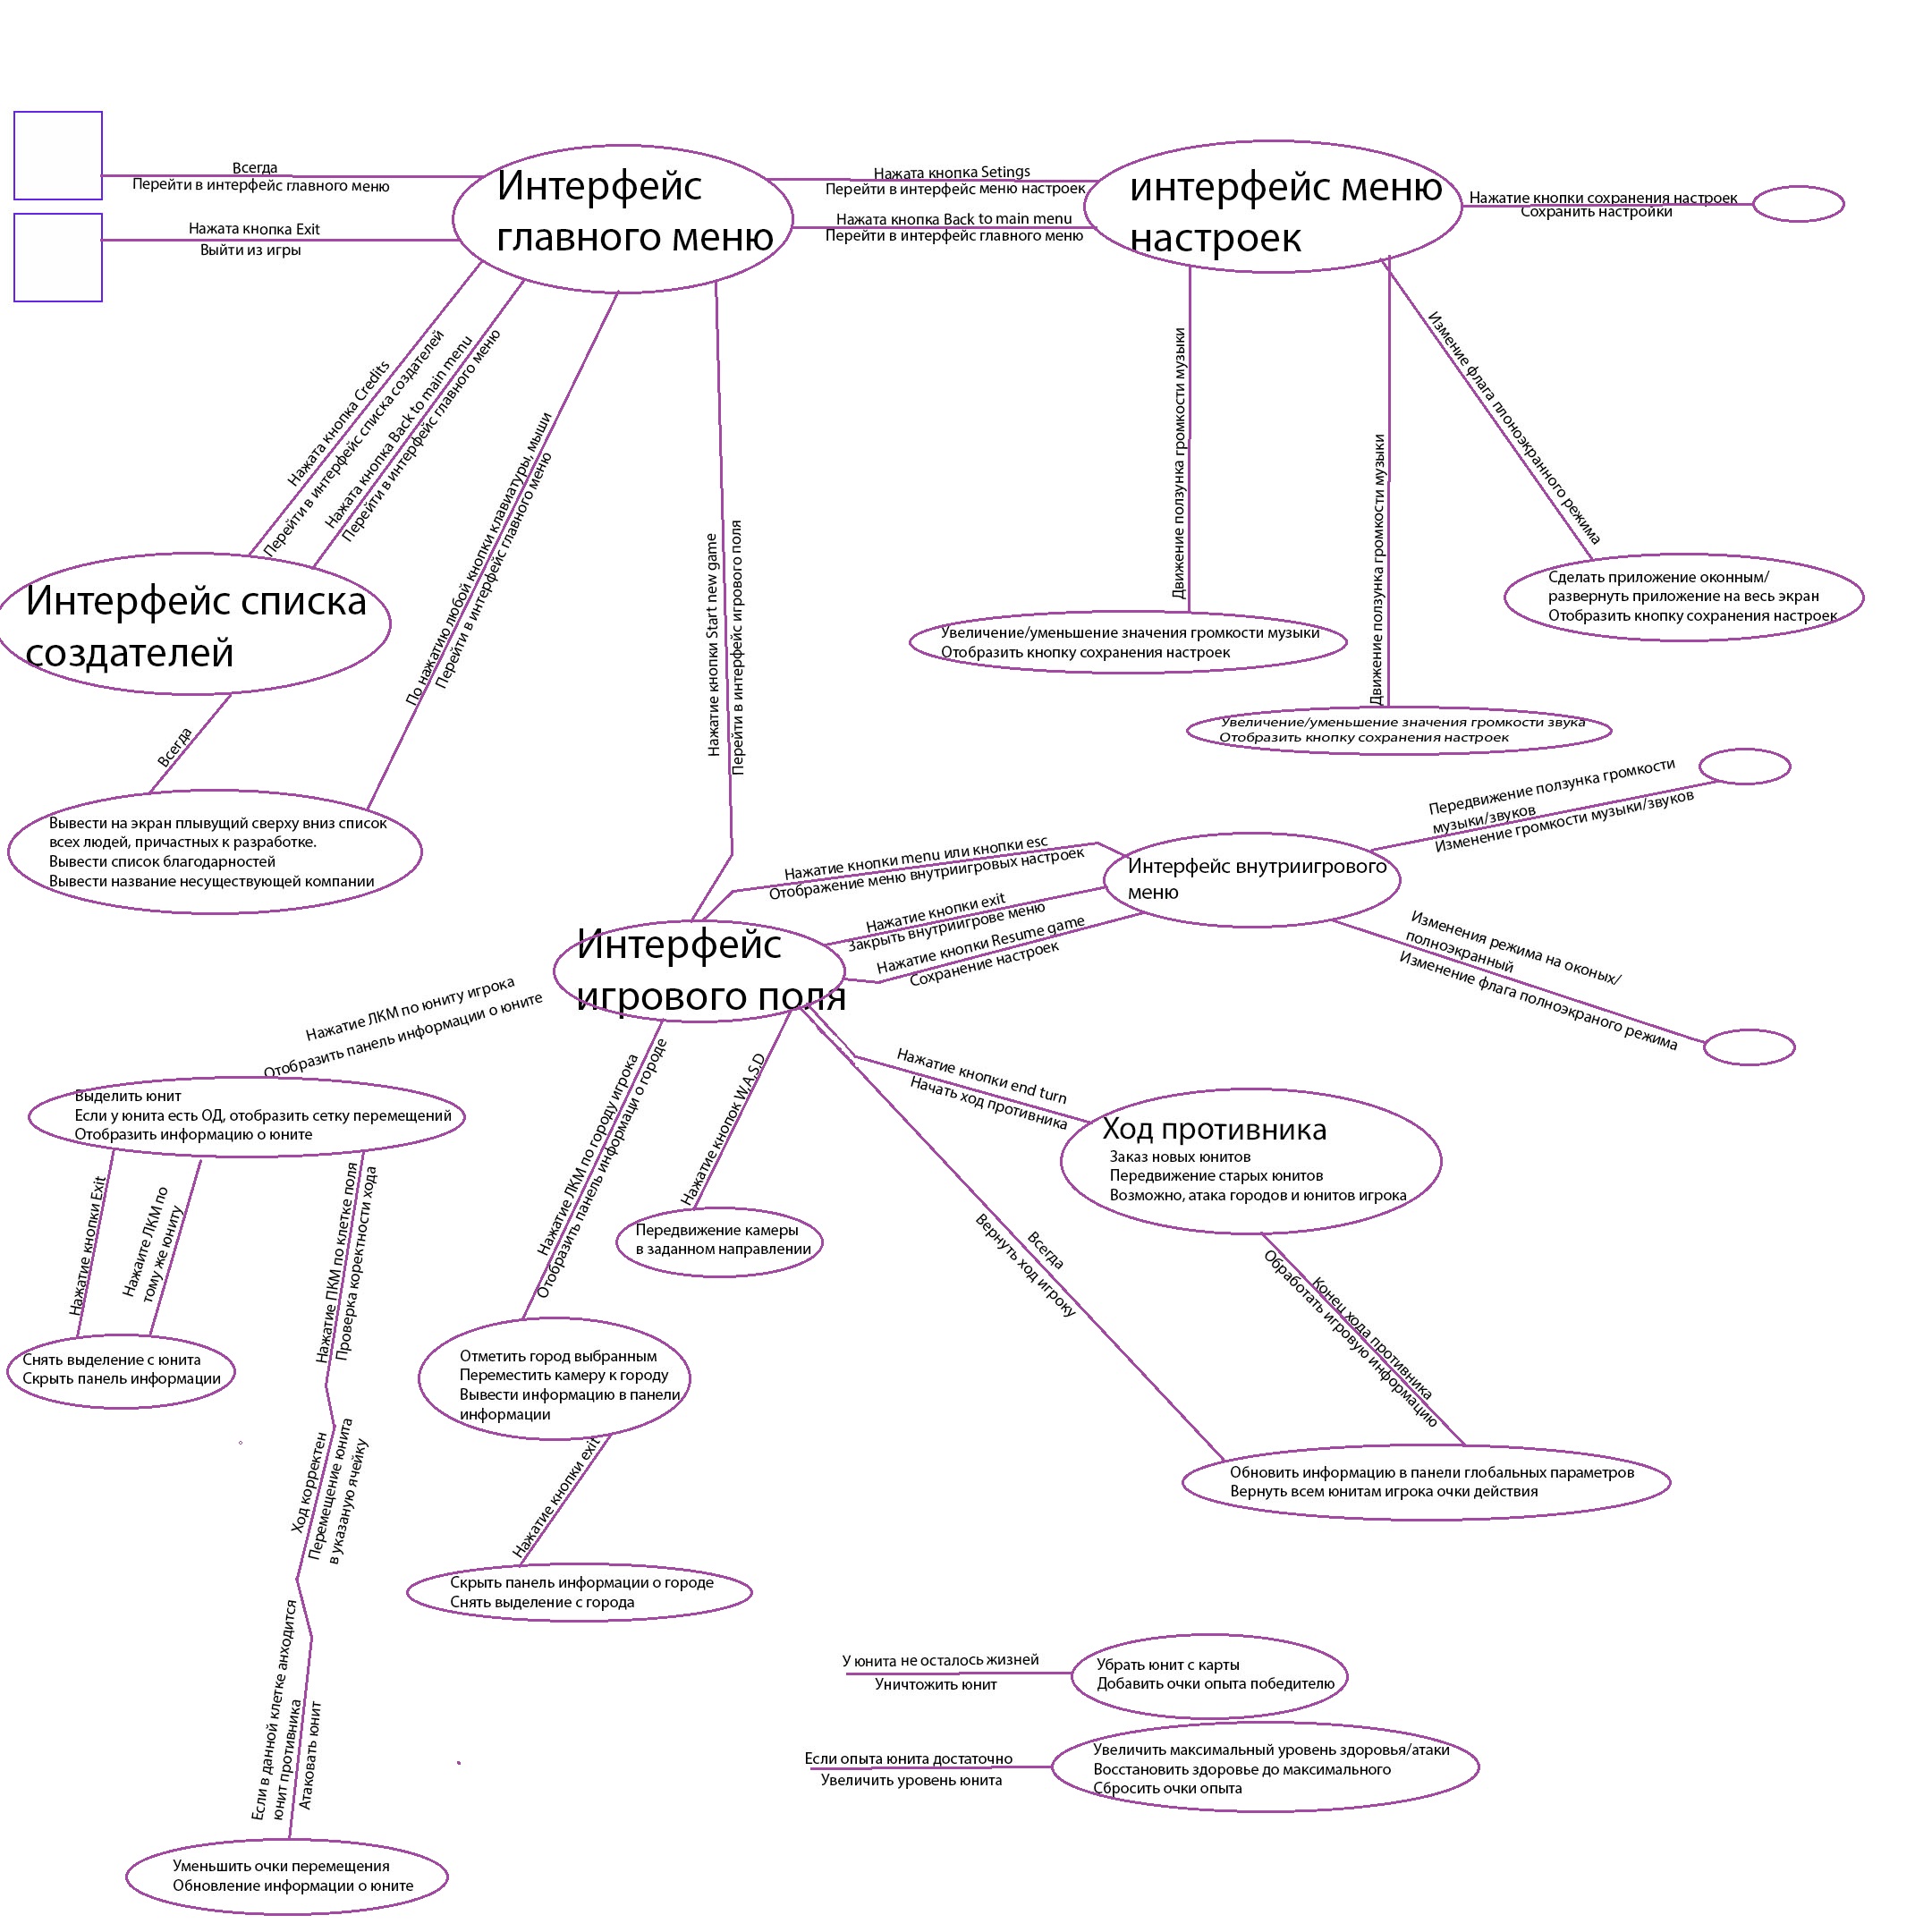 Всегда
Перейти в интерфейс главного меню
Нажата кнопка Exit
Выйти из игры
Интерфейс
главного меню
Нажата кнопка Setings
Перейти в интерфейс меню настроек
Нажата кнопка Back to main menu
Перейти в интерфейс главного меню
интерфейс меню
настроек
Нажатие кнопки сохранения настроек
Сохранить настройки
Нажата кнопка Credits
Перейти в интерфейс списка создателей
Нажата кнопка Back to main menu
Перейти в интерфейс главного меню
По нажатию любой кнопки клавиатуры, мыши
Перейти в интерфейс главного меню
Нажатие кнопки Start new game
Перейти в интерфейс игрового поля
Движение ползунка громкости музыки
Движение ползунка громкости музыки
Измение флага плоноэкранного режима
Интерфейс списка
создателей
Сделать приложение оконным/
развернуть приложение на весь экран
Отобразить кнопку сохранения настроек
Увеличение/уменьшение значения громкости музыки
Отобразить кнопку сохранения настроек
Увеличение/уменьшение значения громкости звука
Отобразить кнопку сохранения настроек
Всегда
Вывести на экран плывущий сверху вниз список
всех людей, причастных к разработке.
Вывести список благодарностей
Вывести название несуществующей компании
Передвижение ползунка громкости
музыки/звуков
Изменение громкости музыки/звуков
Нажатие кнопки menu или кнопки esc
Отображение меню внутриигровых настроек
Интерфейс внутриигрового
меню
Нажатие кнопки exit
Закрыть внутриигрове меню
Нажатие кнопки Resume game
Сохранение настроек
Изменения режима на оконых/
полноэкранный
Изменение флага полноэкраного режима
Интерфейс
игрового поля
Нажатие ЛКМ по юниту игрока
Отобразить панель информации о юните
Выделить юнит
Если у юнита есть ОД, отобразить сетку перемещений
Отобразить информацию о юните
Нажатие ЛКМ по городу игрока
Отобразить панель информаци о городе
Нажатие кнопок W,A,S,D
Нажатие кнопки end turn
Начать ход противника
Ход противника
Заказ новых юнитов
Передвижение старых юнитов
Возможно, атака городов и юнитов игрока
Нажатие кнопки Exit
Нажаите ЛКМ по
тому же юниту
Нажатие ПКМ по клетке поля
Проверка коректности хода
Передвижение камеры
в заданном направлении
Всегда
Вернуть ход игроку
Конец хода противника
Обработать игровую информацию
Снять выделение с юнита
Скрыть панель информации
Отметить город выбранным
Переместить камеру к городу
Вывести информацию в панели
информации
Ход корректен
Перемещение юнита
в указаную ячейку
Нажатие кнопки exit
Обновить информацию в панели глобальных параметров
Вернуть всем юнитам игрока очки действия
Скрыть панель информации о городе
Снять выделение с города
Если в данной клетке анходится
юнит противника
Атаковать юнит
У юнита не осталось жизней
Уничтожить юнит
Убрать юнит с карты
Добавить очки опыта победителю
Если опыта юнита достаточно
Увеличить уровень юнита
Увеличить максимальный уровень здоровья/атаки
Восстановить здоровье до максимального
Сбросить очки опыта
Уменьшить очки перемещения
Обновление информации о юните